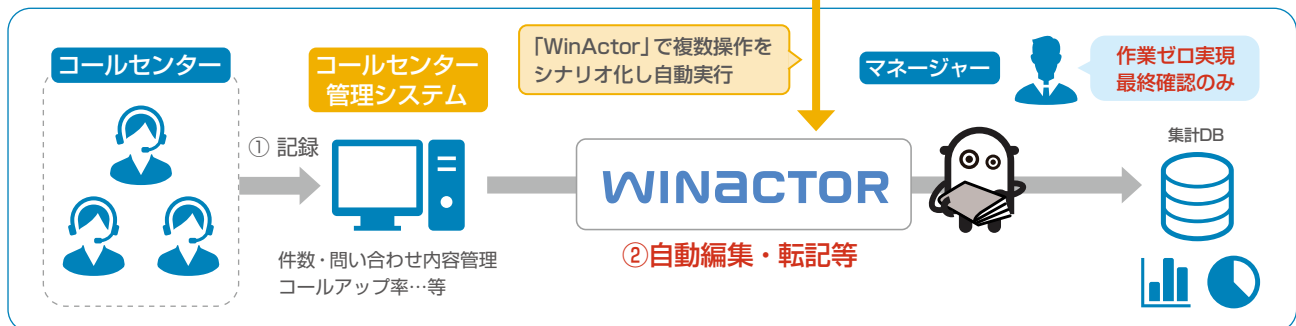 コールセンター
① 記録
コールセンター
管理システム
件数・問い合わせ内容管理
コールアップ率…等
「WinActor」で複数操作を
シナリオ化し自動実行
WINaCTOR
②自動編集・転記等
マネージャー
作業ゼロ実現
最終確認のみ
集計DB